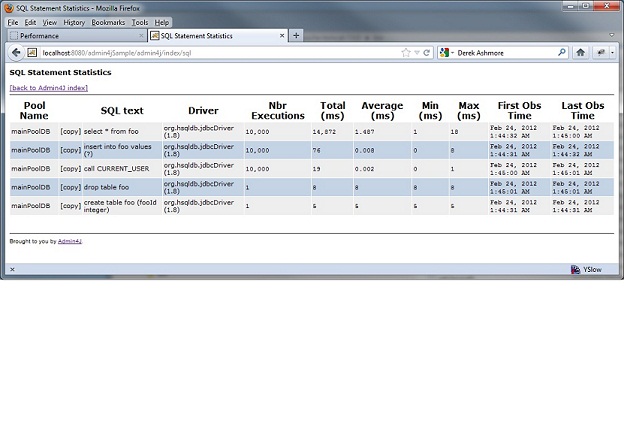 SQL Statement Statistics - Mozilla Firefox
File Edit View History Bookmarks Tools Help
Performance
SQL Statement Statistics
localhost:8080/admin4jSample/admin4j/index/sql
Derek Ashmore
SQL Statement Statistics
[back to Admin4J index]
Pool Name SQL text Driver Nbr Executions Total (ms) Average (ms) Min (ms) Max (ms) First Obs Time Last Obs Time
mainPoolDB [copy] select * from foo org.hsqldb.jdbcDriver (1.8) 10,000 14,872 1.487 1 18 Feb 24, 2012 1:44:32 AM Feb 24, 2012 1:45:00 AM
mainPoolDB [copy] insert into foo values (?) org.hsqldb.jdbcDriver (1.8) 10,000 76 0.008 0 8 Feb 24, 2012 1:44:31 AM Feb 24, 2012 1:44:32 AM
mainPoolDB [copy] call CURRENT_USER org.hsqldb.jdbcDriver (1.8) 10,000 19 0.002 0 1 Feb 24, 2012 1:45:00 AM Feb 24, 2012 1:45:01 AM
mainPoolDB [copy] drop table foo org.hsqldb.jdbcDriver (1.8) 1 8 8 8 8 Feb 24, 2012 1:45:01 AM Feb 24, 2012 1:45:01 AM
mainPoolDB [copy] create table foo (fooId integer) org.hsqldb.jdbcDriver (1.8) 1 5 5 5 5 Feb 24, 2012 1:44:31 AM Feb 24, 2012 1:44:31 AM
Brought to you by Admin4J.
YSlow